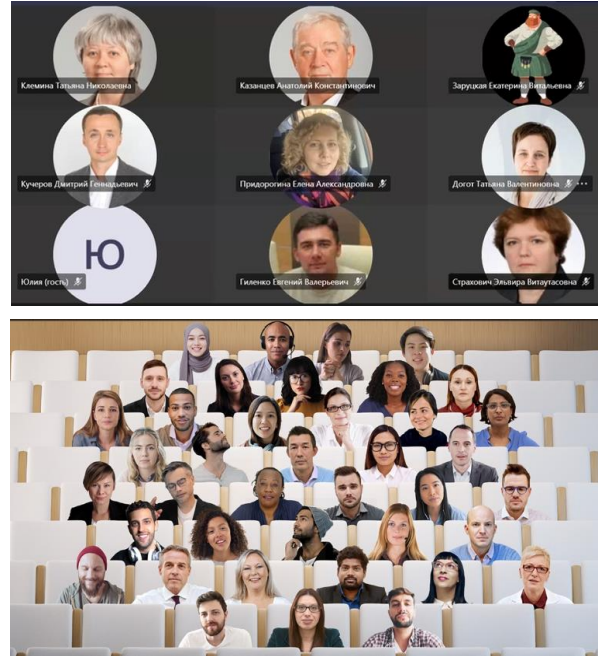 Клемина Татьяна Николаевна
Казанцев Анатолий Константинович
Заруцкая Екатерина Витальевна
Кучеров Дмитрий Геннадьевич
Придорогина Елена Александровна
Догот Татьяна Валентиновна
Ю
Юлия (гость)
Гиленко Евгений Валерьевич
Страхович Эльвира Витаутасовна